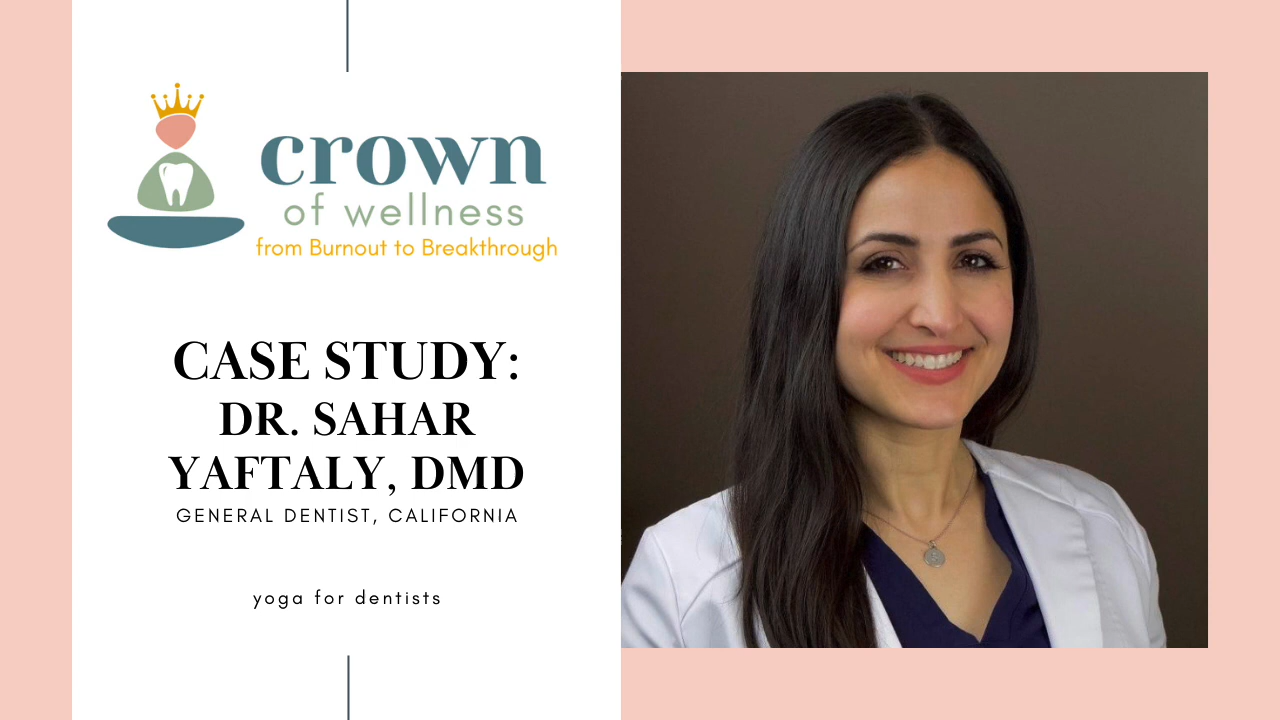 crown
of wellness
from Burnout to Breakthrough
CASE STUDY:
DR. SAHAR
YAFTALY, DMD
GENERAL DENTIST, CALIFORNIA
yoga for dentists